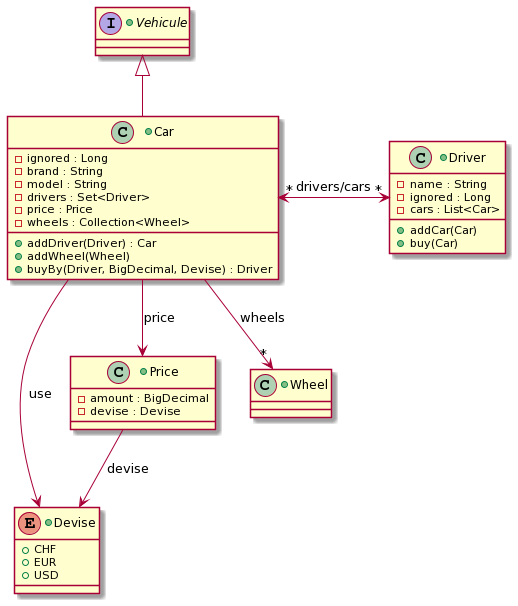 I Vehicule
C Car
ignored : Long
brand : String
model : String
drivers : Set<Driver>
price : Price
wheels : Collection<Wheel>
addDriver(Driver) : Car
addWheel(Wheel)
buyBy(Driver, BigDecimal, Devise) : Driver
* drivers/cars *
C Driver
name : String
ignored : Long
cars : List<Car>
addCar(Car)
buy(Car)
price
wheels
*
use
C Price
amount : BigDecimal
devise : Devise
C Wheel
devise
E Devise
CHF
EUR
USD